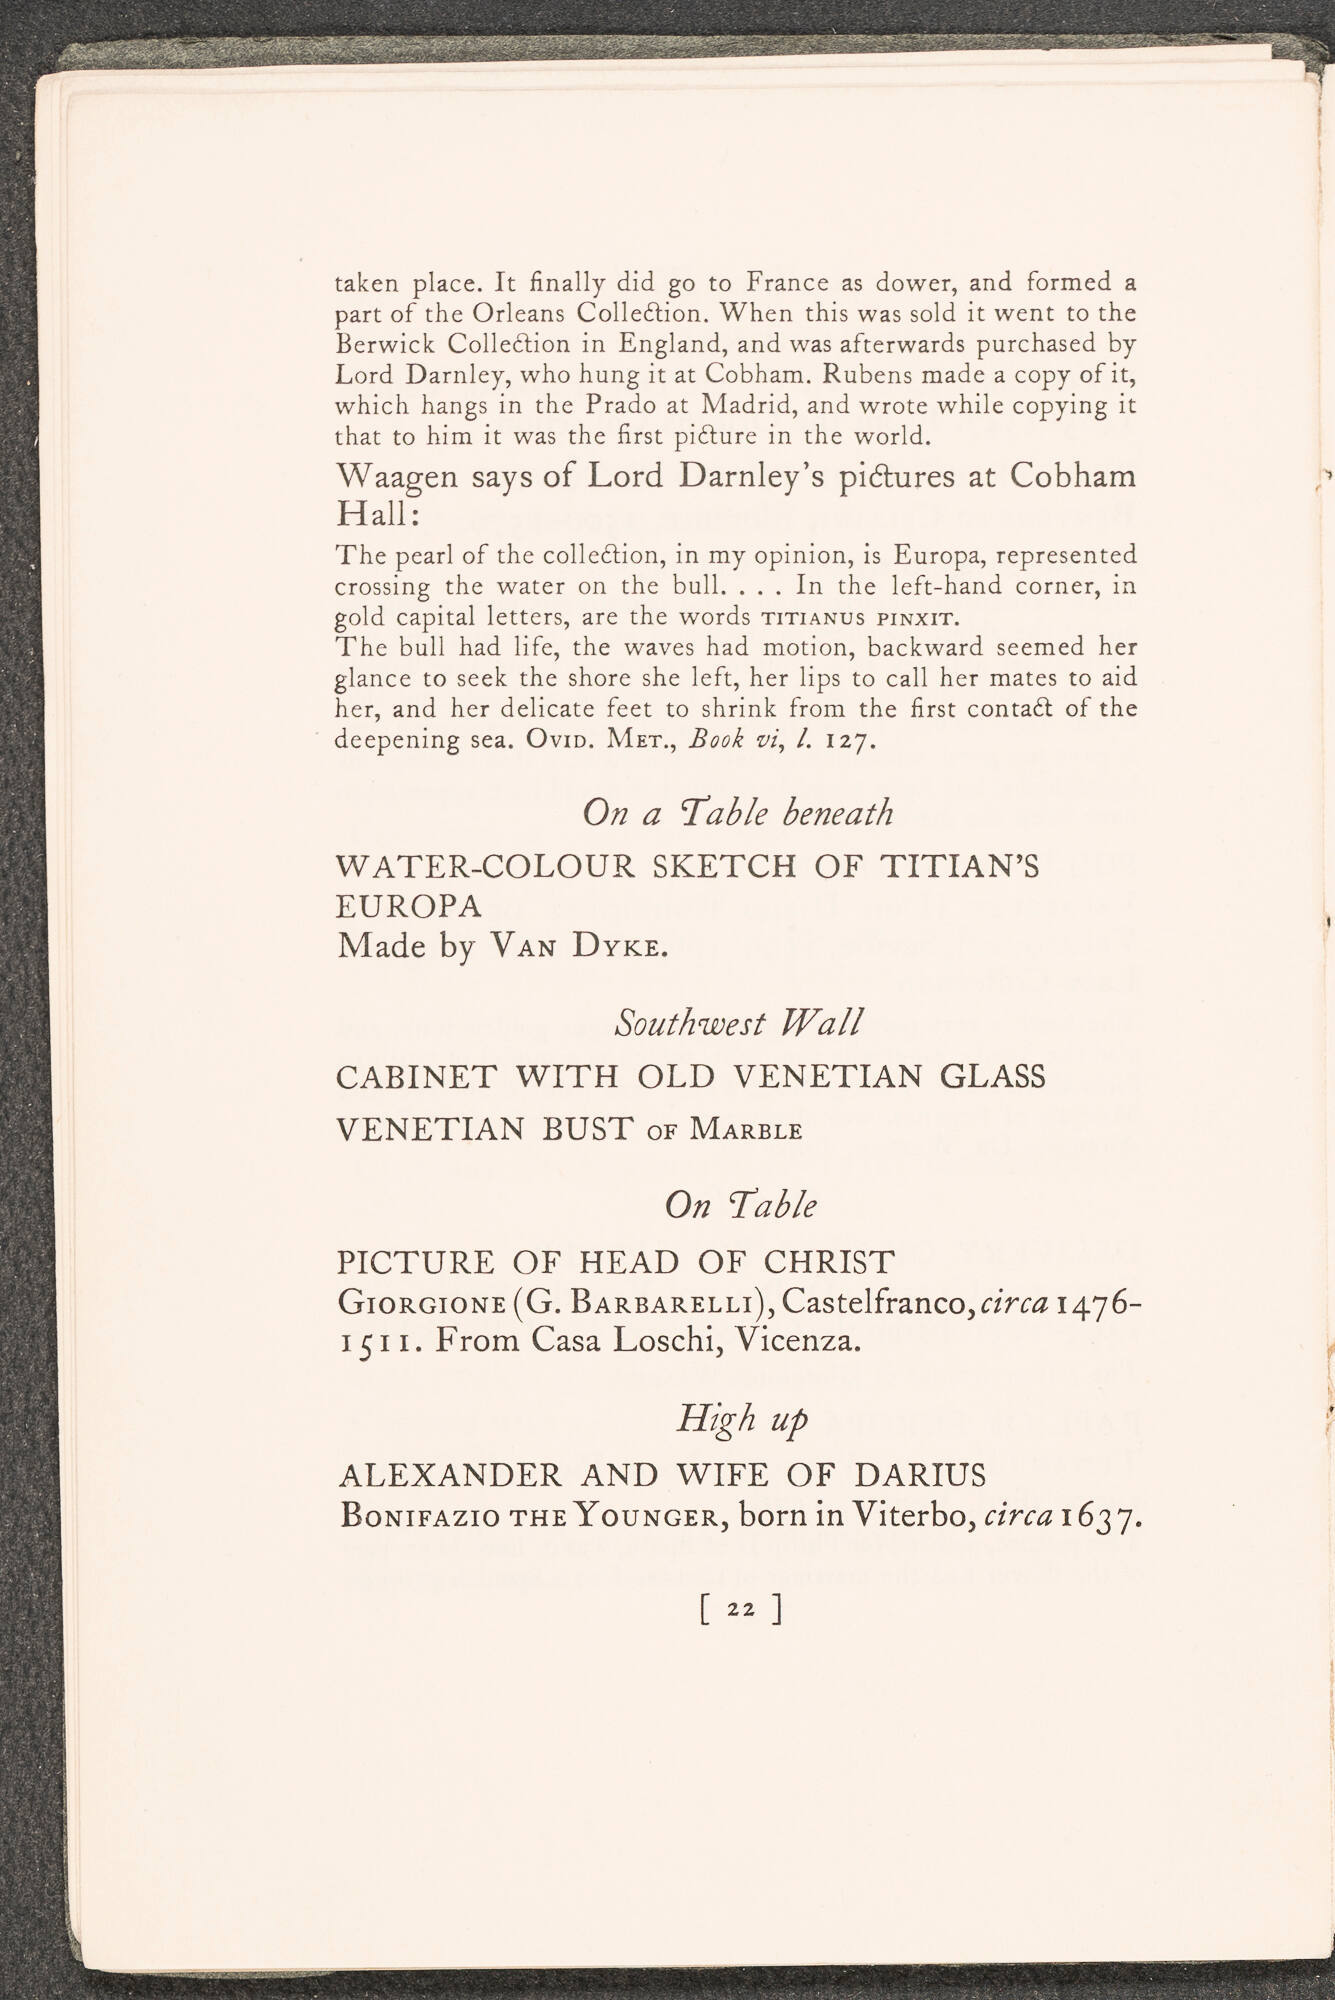 taken place. It finally did go to France as dower, and formed a
part of the Orleans Collection. When this was sold it went to the
Berwick Collection in England, and was afterwards purchased by
Lord Darnley, who hung it at Cobham. Rubens made a copy of it,
which hangs in the Prado at Madrid, and wrote while copying it
that to him it was the first picture in the world.
Waagen says of Lord Darnley's pictures at Cobham
Hall:
The pearl of the collection, in my opinion, is Europa, represented
crossing the water on the bull. . . . In the left-hand corner, in
gold capital letters, are the words TITIANUS PINXIT.
The bull had life, the waves had motion, backward seemed her
glance to seek the shore she left, her lips to call her mates to aid
her, and her delicate feet to shrink from the first contact of the
deepening sea. OVID. MET., Book vi, l. 127.
On a Table beneath
WATER-COLOUR SKETCH OF TITIAN'S
EUROPA
Made by VAN DYKE.
Southwest Wall
CABINET WITH OLD VENETIAN GLASS
VENETIAN BUST OF MARBLE
On Table
PICTURE OF HEAD OF CHRIST
GIORGIONE (G. BARBARELLI), Castelfranco, circa 1476-
1511. From Casa Loschi, Vicenza.
High up
ALEXANDER AND WIFE OF DARIUS
BONIFAZIO THE YOUNGER, born in Viterbo, circa 1637.
[ 22 ]